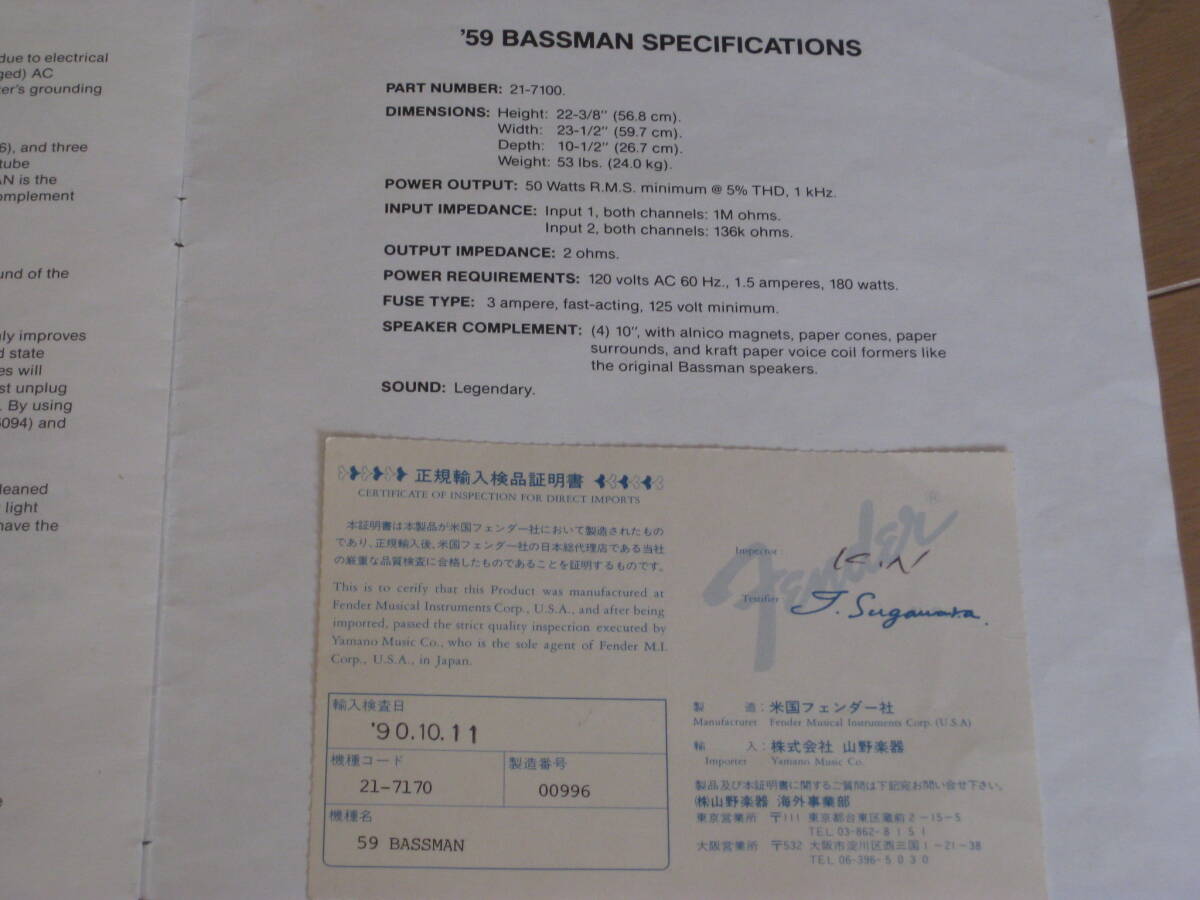 due to electrical
ged) AC
er's grounding
6), and three
tube
AN is the
omplement
und of the
ly improves
d state
es will
st unplug
. By using
5094) and
leaned
light
have the
e
'59 BASSMAN SPECIFICATIONS
PART NUMBER: 21-7100.
DIMENSIONS: Height: 22-3/8" (56.8 cm).
Width: 23-1/2" (59.7 cm).
Depth: 10-1/2" (26.7 cm).
Weight: 53 lbs. (24.0 kg).
POWER OUTPUT: 50 Watts R.M.S. minimum @ 5% THD, 1 kHz.
INPUT IMPEDANCE: Input 1, both channels: 1M ohms.
Input 2, both channels: 136k ohms.
OUTPUT IMPEDANCE: 2 ohms.
POWER REQUIREMENTS: 120 volts AC 60 Hz., 1.5 amperes, 180 watts.
FUSE TYPE: 3 ampere, fast-acting, 125 volt minimum.
SPEAKER COMPLEMENT: (4) 10", with alnico magnets, paper cones, paper
surrounds, and kraft paper voice coil formers like
the original Bassman speakers.
SOUND: Legendary.
正規輸入検品証明書
CERTIFICATE OF INSPECTION FOR DIRECT IMPORTS
本証明書は本製品が米国フェンダー社において製造されたもの
であり、正規輸入後、米国フェンダー社の日本総代理店である当社
の厳重な品質検査に合格したものであることを証明するものです。
This is to cerify that this Product was manufactured at
Fender Musical Instruments Corp., U.S.A., and after being
imported, passed the strict quality inspection executed by
Yamano Music Co., who is the sole agent of Fender M.I.
Corp., U.S.A., in Japan.
輸入検査日
'90.10.11
機種コード
21-7170
製造番号
00996
機種名
59 BASSMAN
Fender®
Inspector: K.N
Testifier J. Sugawara.
製造:米国フェンダー社
Manufacturer Fender Musical Instruments Corp. (U.S.A)
輸入:株式会社 山野楽器
Importer Yamano Music Co.
製品及び本証明書に関するご質問は下記宛お問い合せ下さい。
㈱山野楽器 海外事業部
東京営業所 〒111 東京都台東区蔵前2-15-5
TEL 03-862-8151
大阪営業所 〒532 大阪市淀川区西三国1-21-38
TEL 06-396-5030